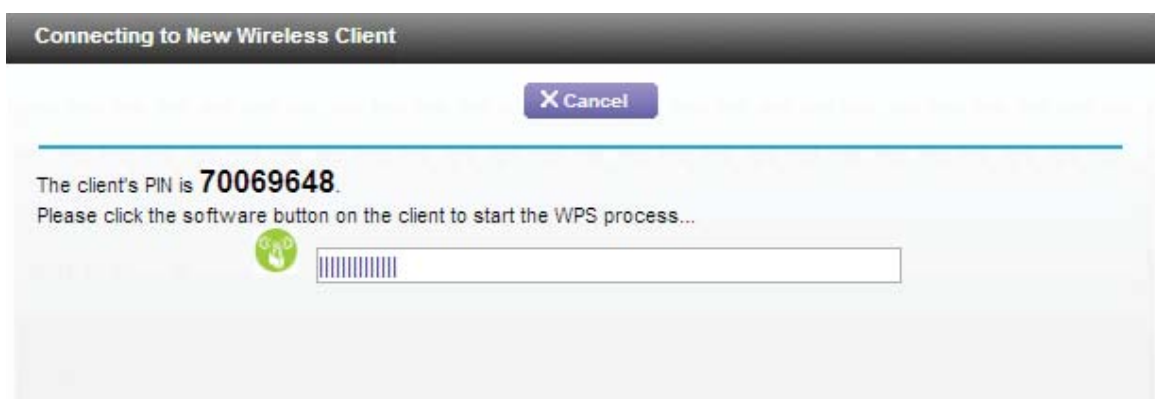 Connecting to New Wireless Client
X Cancel
The client's PIN is 70069648.
Please click the software button on the client to start the WPS process...